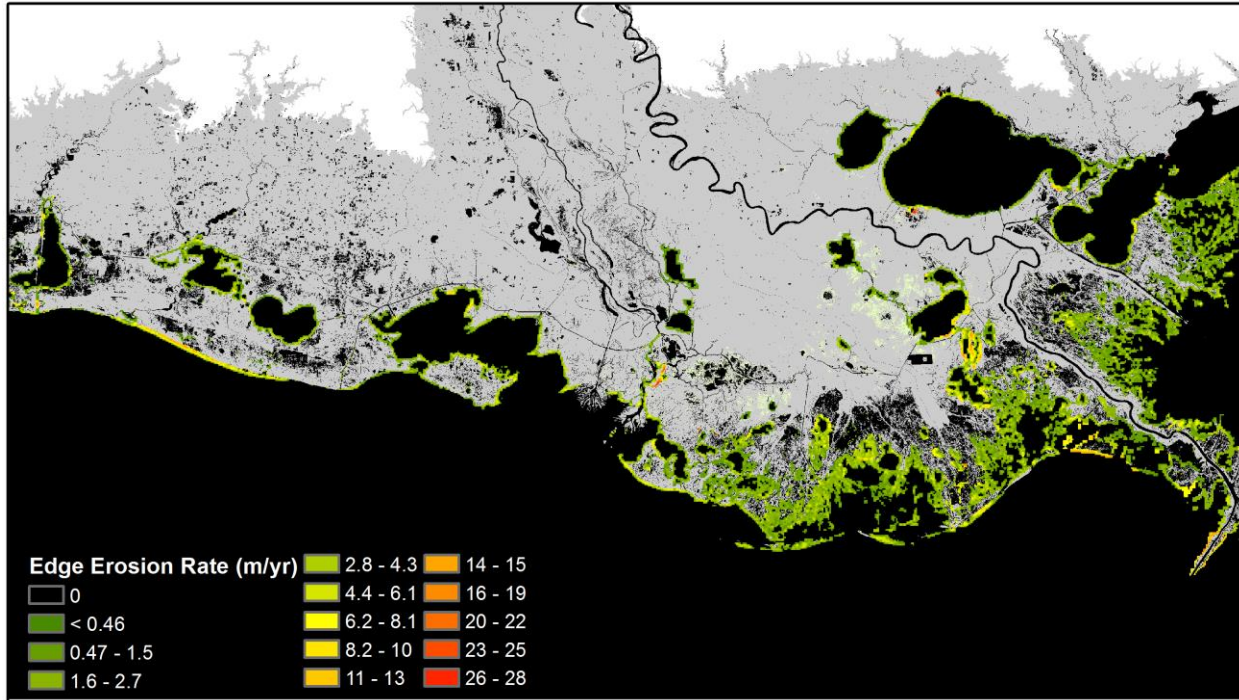 Edge Erosion Rate (m/yr)
0
< 0.46
0.47 - 1.5
1.6 - 2.7
2.8 - 4.3
4.4 - 6.1
6.2 - 8.1
8.2 - 10
11 - 13
14 - 15
16 - 19
20 - 22
23 - 25
26 - 28